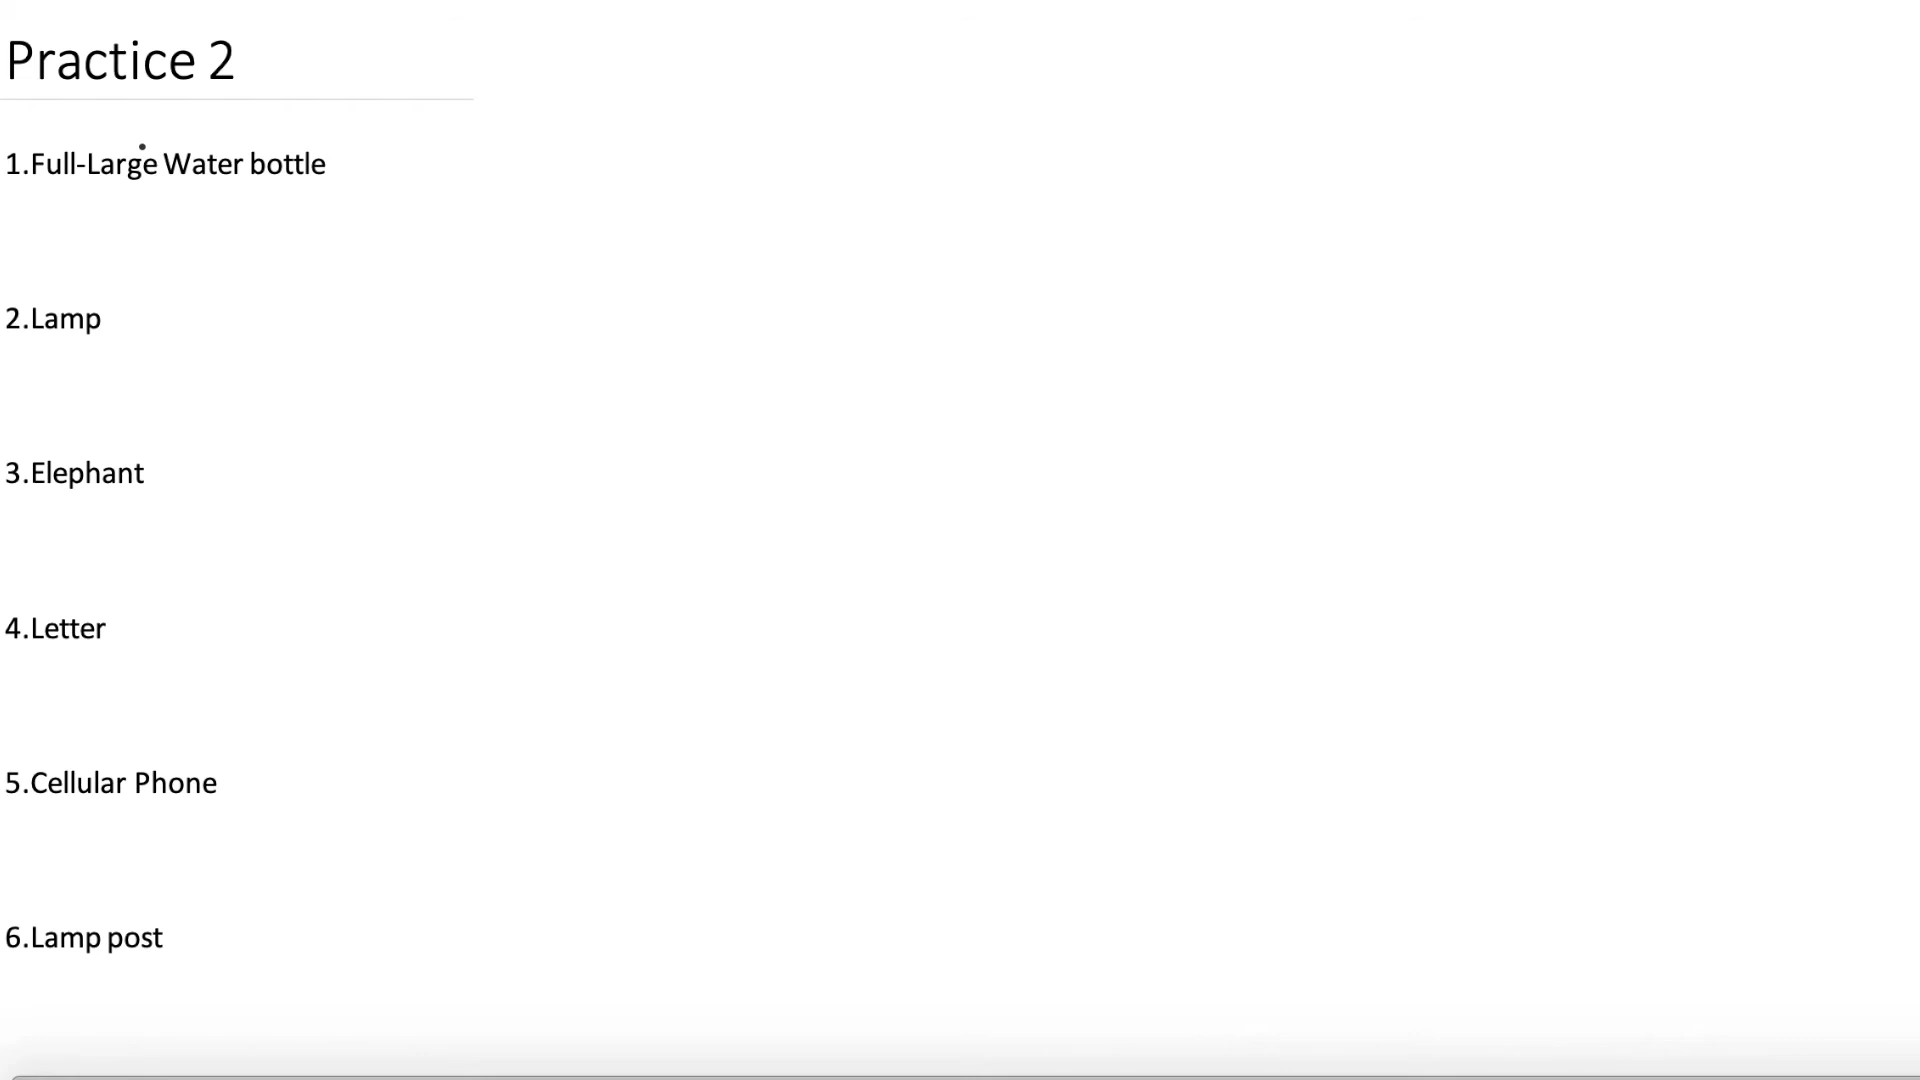 Practice 2
1.Full-Large Water bottle
2.Lamp
3.Elephant
4.Letter
5.Cellular Phone
6.Lamp post